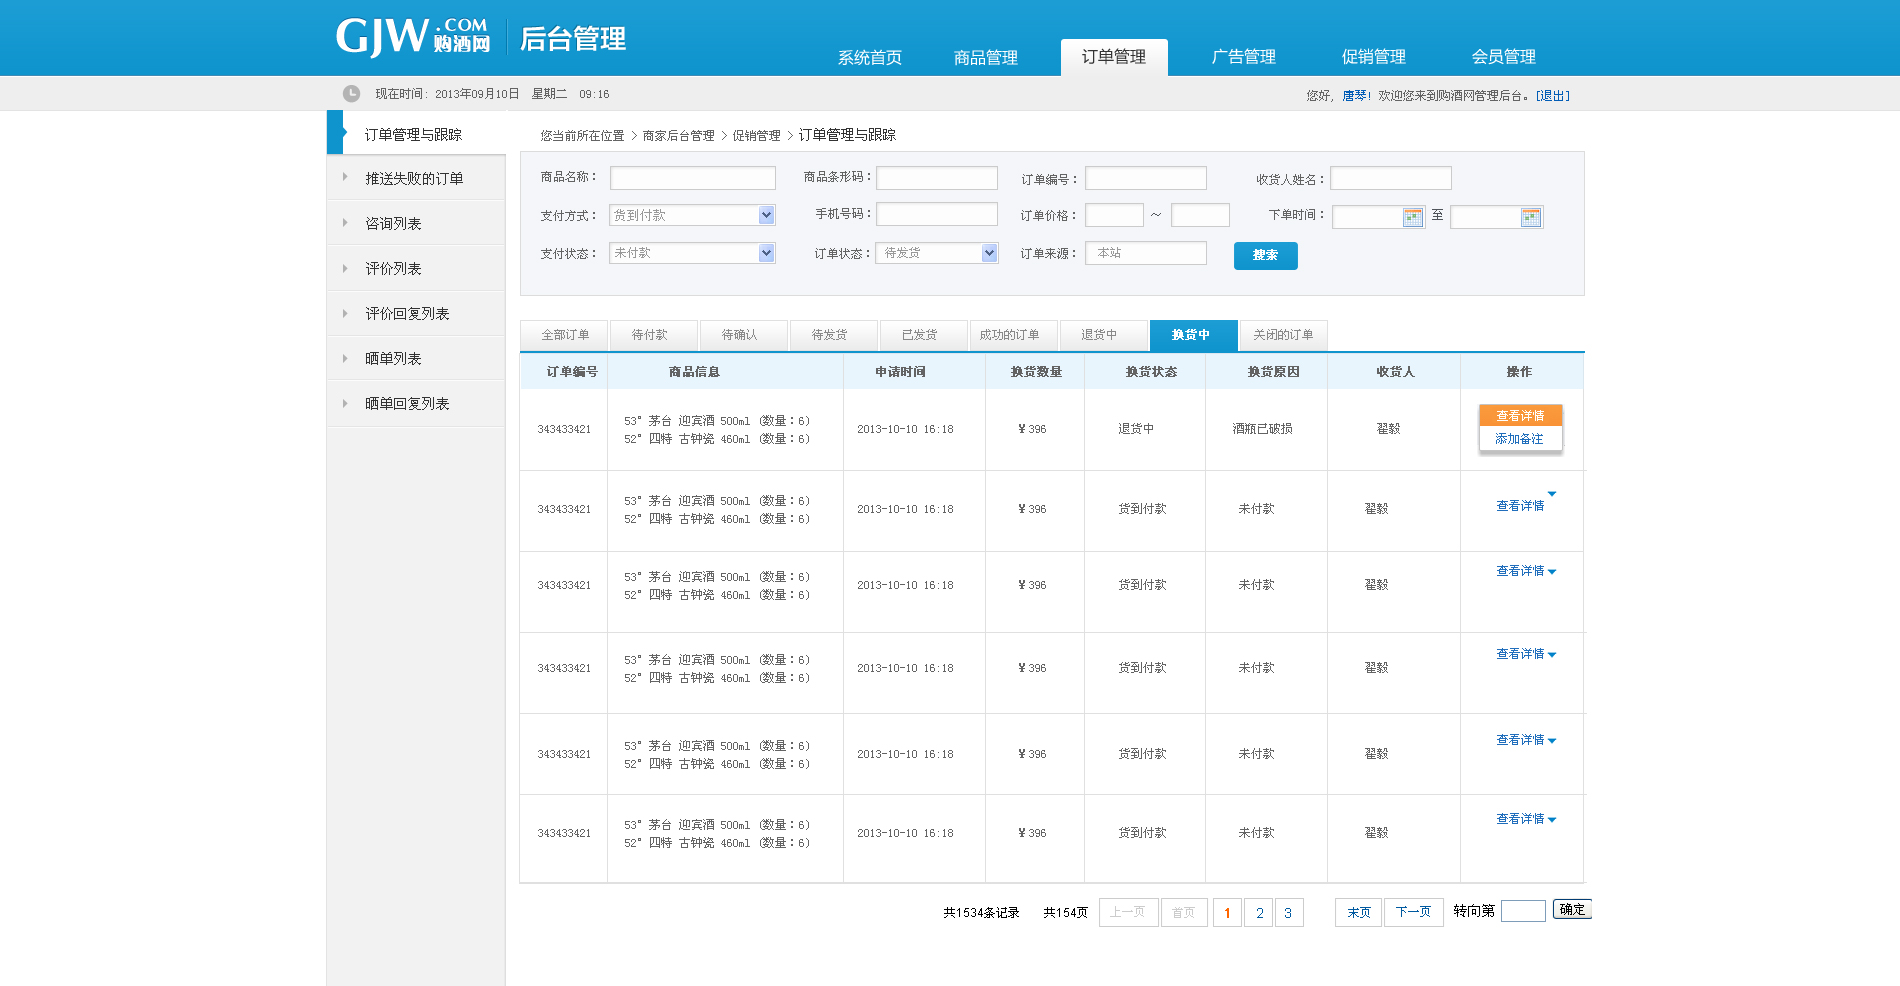 GJW.COM 购酒网 后台管理
系统首页 商品管理 订单管理 广告管理 促销管理 会员管理
现在时间：2013年09月10日 星期二 09:16
您好，唐琴！欢迎您来到购酒网管理后台。[退出]
订单管理与跟踪
推送失败的订单
咨询列表
评价列表
评价回复列表
晒单列表
晒单回复列表
您当前所在位置 > 商家后台管理 > 促销管理 > 订单管理与跟踪
商品名称： 商品条形码： 订单编号： 收货人姓名：
支付方式： 货到付款 手机号码： 订单价格： ~ 下单时间： 至
支付状态： 未付款 订单状态： 待发货 订单来源： 本站 搜索
全部订单 待付款 待确认 待发货 已发货 成功的订单 退货中 换货中 关闭的订单
订单编号 商品信息 申请时间 换货数量 换货状态 换货原因 收货人 操作
343433421 53° 茅台 迎宾酒 500ml （数量：6） 2013-10-10 16:18 ¥ 396 退货中 酒瓶已破损 翟毅 查看详情
52° 四特 古钟瓷 460ml （数量：6） 添加备注
343433421 53° 茅台 迎宾酒 500ml （数量：6） 2013-10-10 16:18 ¥ 396 货到付款 未付款 翟毅 查看详情
52° 四特 古钟瓷 460ml （数量：6）
343433421 53° 茅台 迎宾酒 500ml （数量：6） 2013-10-10 16:18 ¥ 396 货到付款 未付款 翟毅 查看详情
52° 四特 古钟瓷 460ml （数量：6）
343433421 53° 茅台 迎宾酒 500ml （数量：6） 2013-10-10 16:18 ¥ 396 货到付款 未付款 翟毅 查看详情
52° 四特 古钟瓷 460ml （数量：6）
343433421 53° 茅台 迎宾酒 500ml （数量：6） 2013-10-10 16:18 ¥ 396 货到付款 未付款 翟毅 查看详情
52° 四特 古钟瓷 460ml （数量：6）
343433421 53° 茅台 迎宾酒 500ml （数量：6） 2013-10-10 16:18 ¥ 396 货到付款 未付款 翟毅 查看详情
52° 四特 古钟瓷 460ml （数量：6）
共1534条记录 共154页 上一页 首页 1 2 3 末页 下一页 转向第 确定